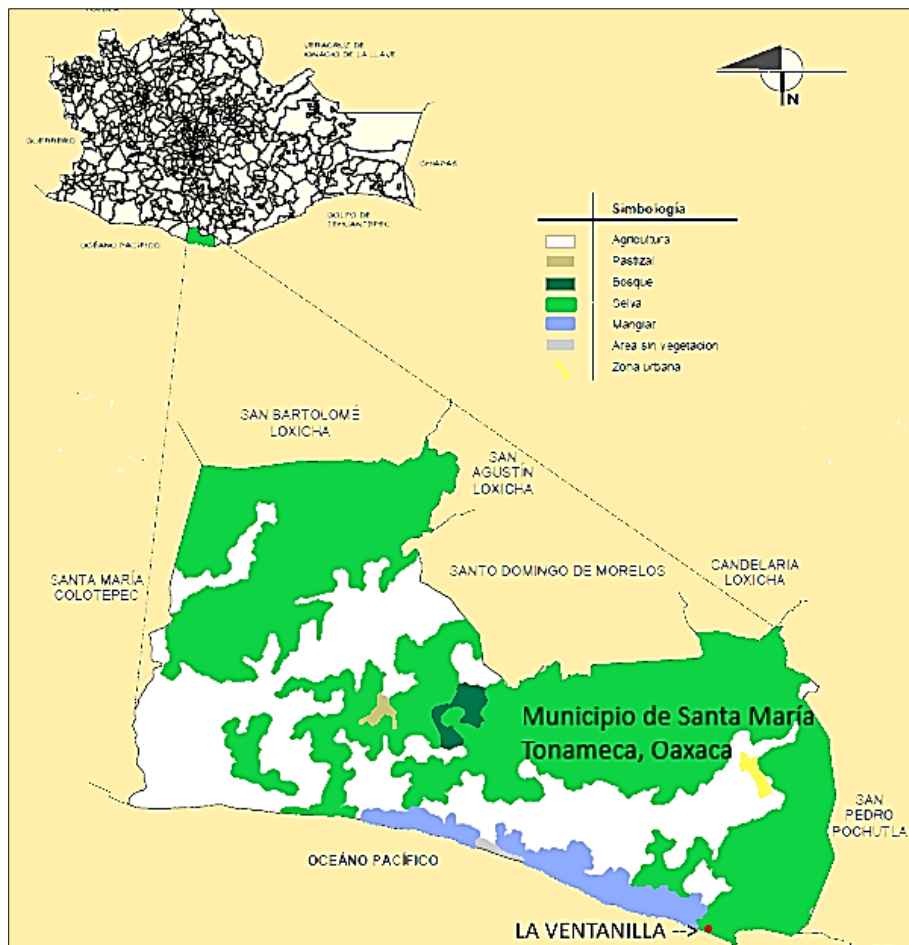 VERACRUZ DE
IGNACIO DE LA LLAVE
GUERRERO
CHIAPAS
GOLFO DE
TEHUANTEPEC
OCÉANO PACÍFICO
N
Simbología
Agricultura
Pastizal
Bosque
Selva
Manglar
Area sin vegetacion
Zona urbana
SAN BARTOLOMÉ
LOXICHA
SAN
AGUSTÍN
LOXICHA
SANTA MARÍA
COLOTEPEC
SANTO DOMINGO DE MORELOS
CANDELARIA
LOXICHA
Municipio de Santa María
Tonameca, Oaxaca
SAN
PEDRO
POCHUTLA
OCEÁNO PACÍFICO
LA VENTANILLA -->